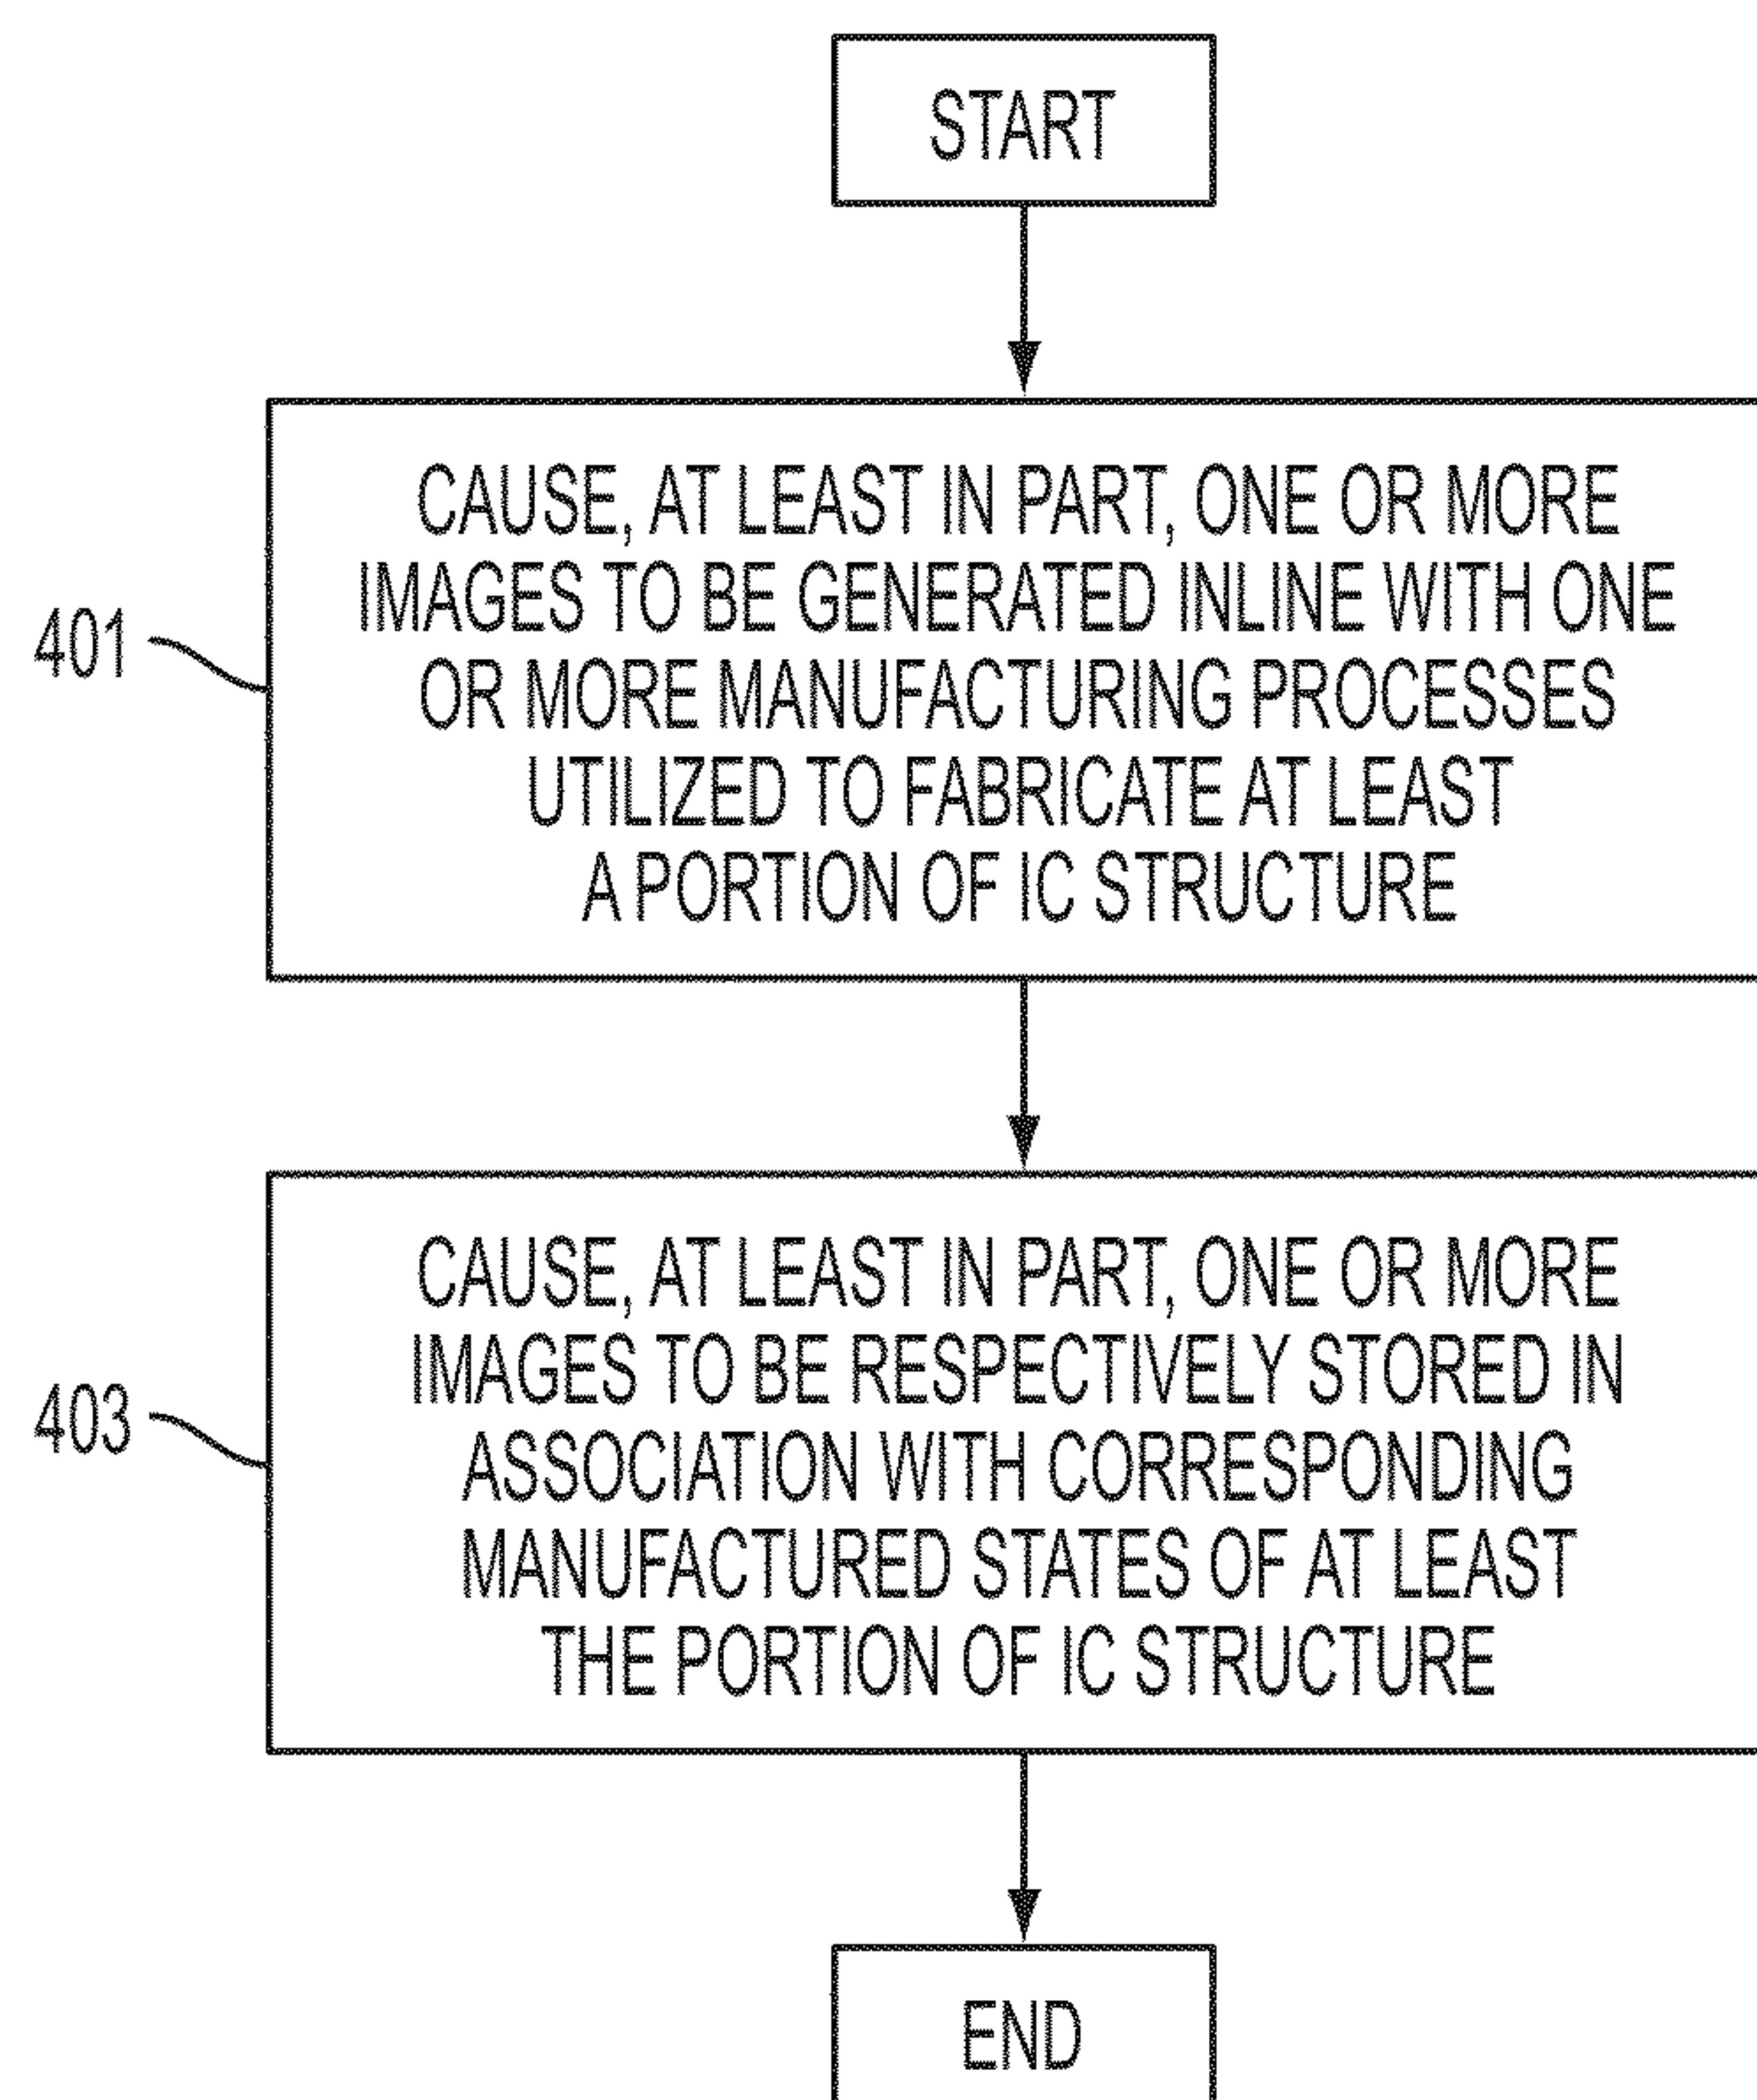 START
CAUSE, AT LEAST IN PART, ONE OR MORE
IMAGES TO BE GENERATED INLINE WITH ONE
OR MORE MANUFACTURING PROCESSES
UTILIZED TO FABRICATE AT LEAST
A PORTION OF IC STRUCTURE
401
CAUSE, AT LEAST IN PART, ONE OR MORE
IMAGES TO BE RESPECTIVELY STORED IN
ASSOCIATION WITH CORRESPONDING
MANUFACTURED STATES OF AT LEAST
THE PORTION OF IC STRUCTURE
403
END